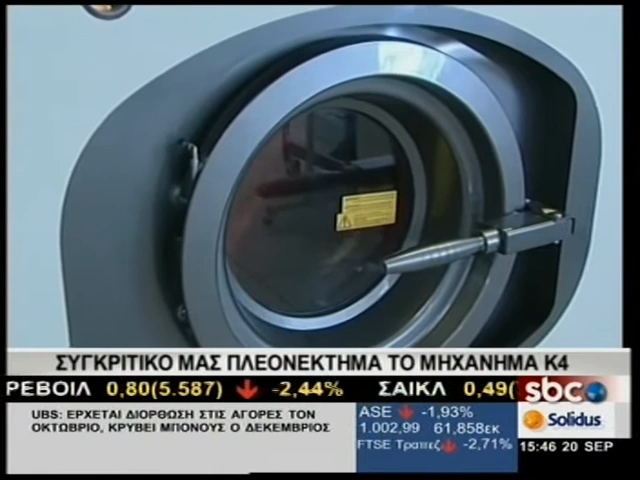 ΣΥΓΚΡΙΤΙΚΟ ΜΑΣ ΠΛΕΟΝΕΚΤΗΜΑ ΤΟ ΜΗΧΑΝΗΜΑ Κ4
ΡΕΒΟΙΛ 0,80(5.587) -2,44% ΣΑΙΚΛ 0,49(
sbc
UBS: ΕΡΧΕΤΑΙ ΔΙΟΡΘΩΣΗ ΣΤΙΣ ΑΓΟΡΕΣ ΤΟΝ
ΟΚΤΩΒΡΙΟ, ΚΡΥΒΕΙ ΜΠΟΝΟΥΣ Ο ΔΕΚΕΜΒΡΙΟΣ
ASE -1,93%
1.002,99 61,858εκ
FTSE Τραπεζ -2,71%
Solidus
15:46 20 SEP